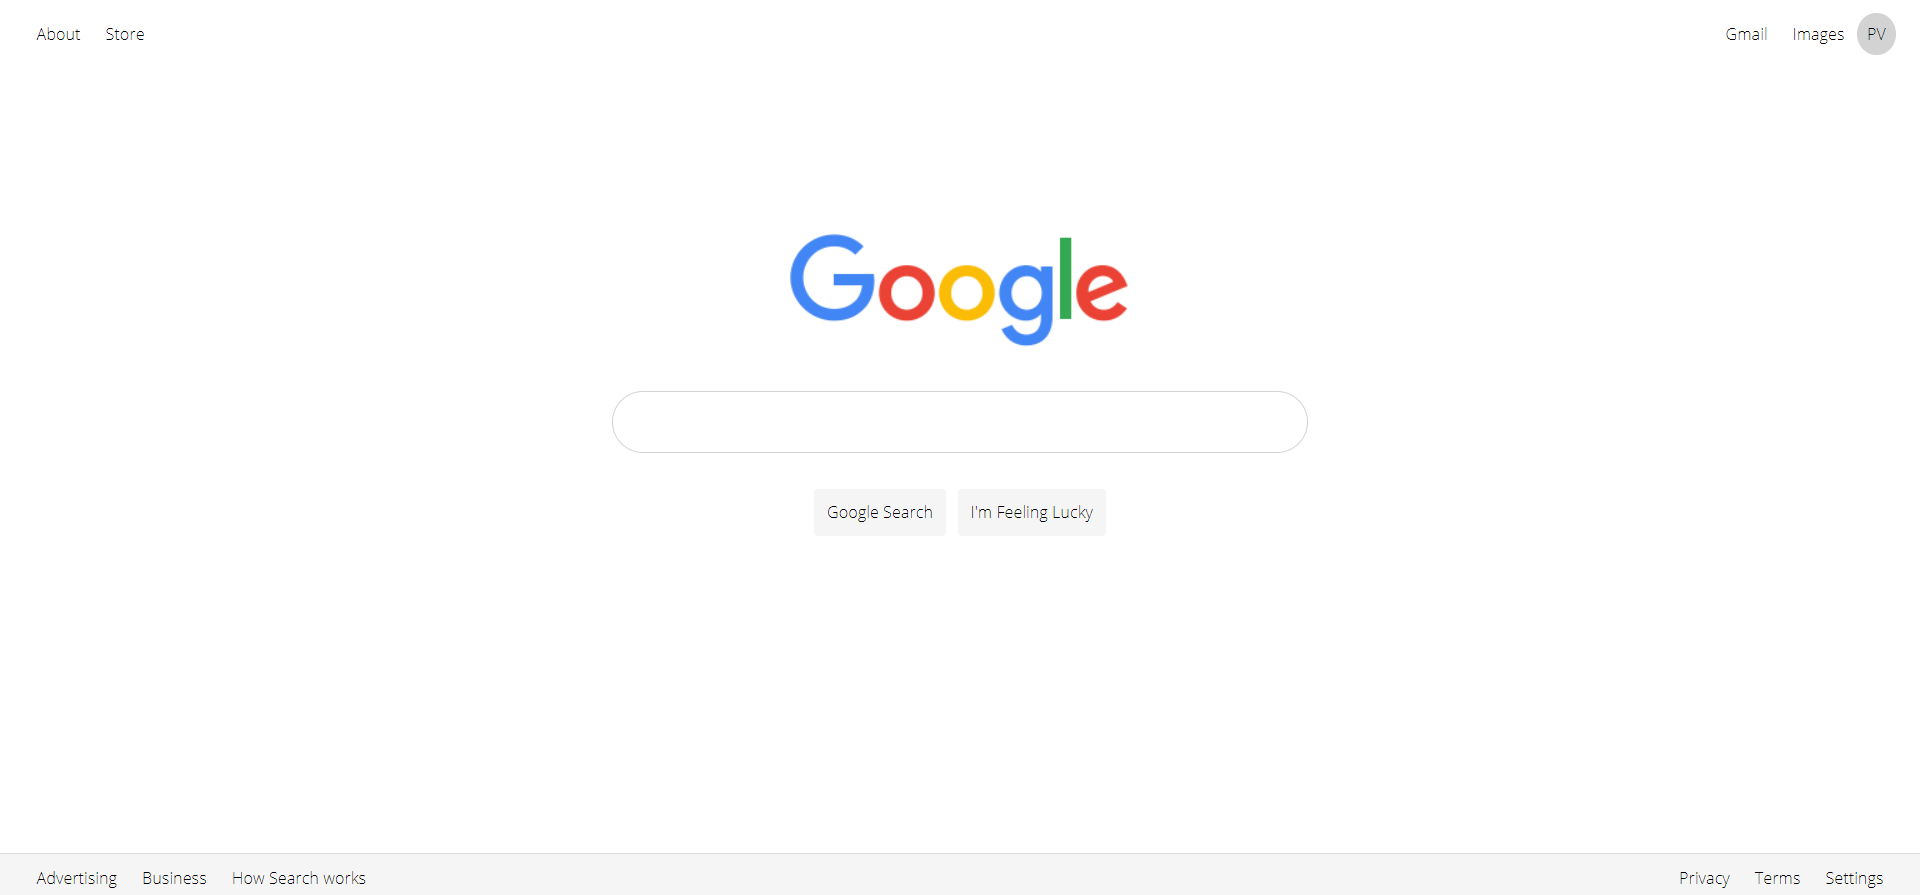 About Store Gmail Images PV
Google
Google Search I'm Feeling Lucky
Advertising Business How Search works Privacy Terms Settings